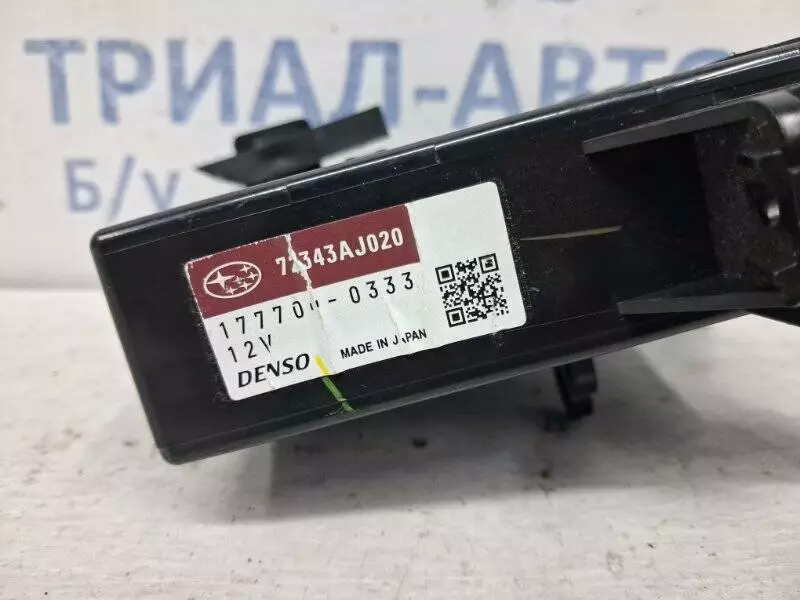 ТРИАЛ-АВТО
Б/у
72343AJ020
177700-0333
12V
DENSO MADE IN JAPAN